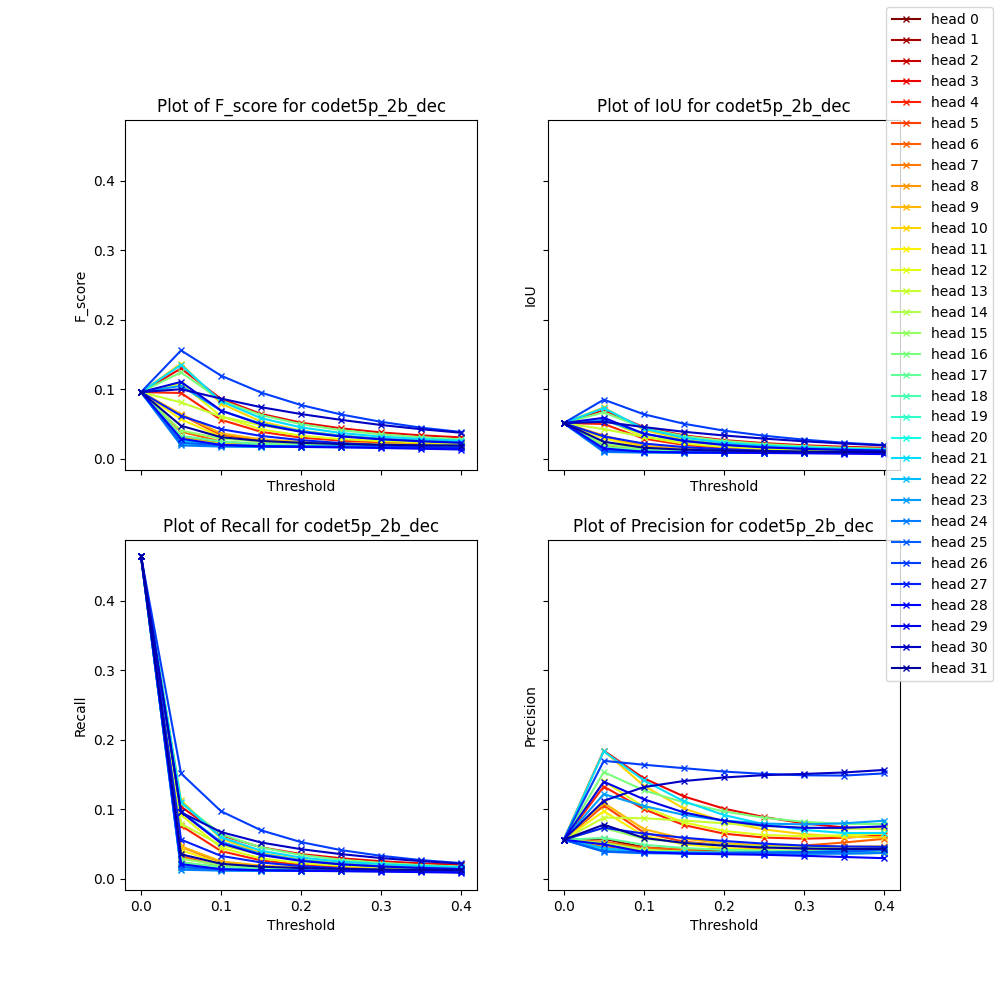 Plot of F_score for codet5p_2b_dec
F_score
0.4
0.3
0.2
0.1
0.0
Threshold
Plot of IoU for codet5p_2b_dec
IoU
Threshold
Plot of Recall for codet5p_2b_dec
Recall
0.4
0.3
0.2
0.1
0.0
0.0 0.1 0.2 0.3 0.4
Threshold
Plot of Precision for codet5p_2b_dec
Precision
0.0 0.1 0.2 0.3 0.4
Threshold
head 0
head 1
head 2
head 3
head 4
head 5
head 6
head 7
head 8
head 9
head 10
head 11
head 12
head 13
head 14
head 15
head 16
head 17
head 18
head 19
head 20
head 21
head 22
head 23
head 24
head 25
head 26
head 27
head 28
head 29
head 30
head 31